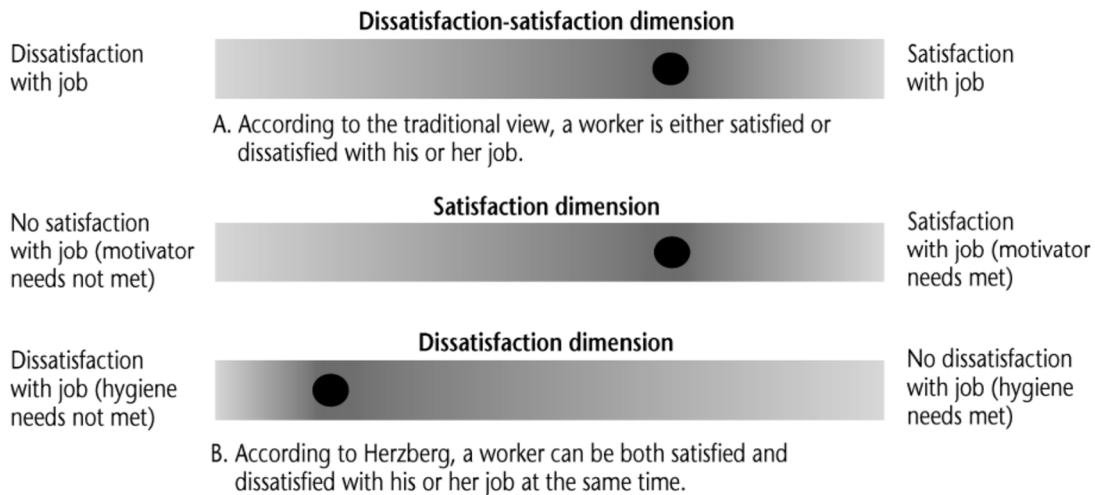 Dissatisfaction-satisfaction dimension
Dissatisfaction
with job
Satisfaction
with job
A. According to the traditional view, a worker is either satisfied or
dissatisfied with his or her job.
Satisfaction dimension
No satisfaction
with job (motivator
needs not met)
Satisfaction
with job (motivator
needs met)
Dissatisfaction dimension
Dissatisfaction
with job (hygiene
needs not met)
No dissatisfaction
with job (hygiene
needs met)
B. According to Herzberg, a worker can be both satisfied and
dissatisfied with his or her job at the same time.